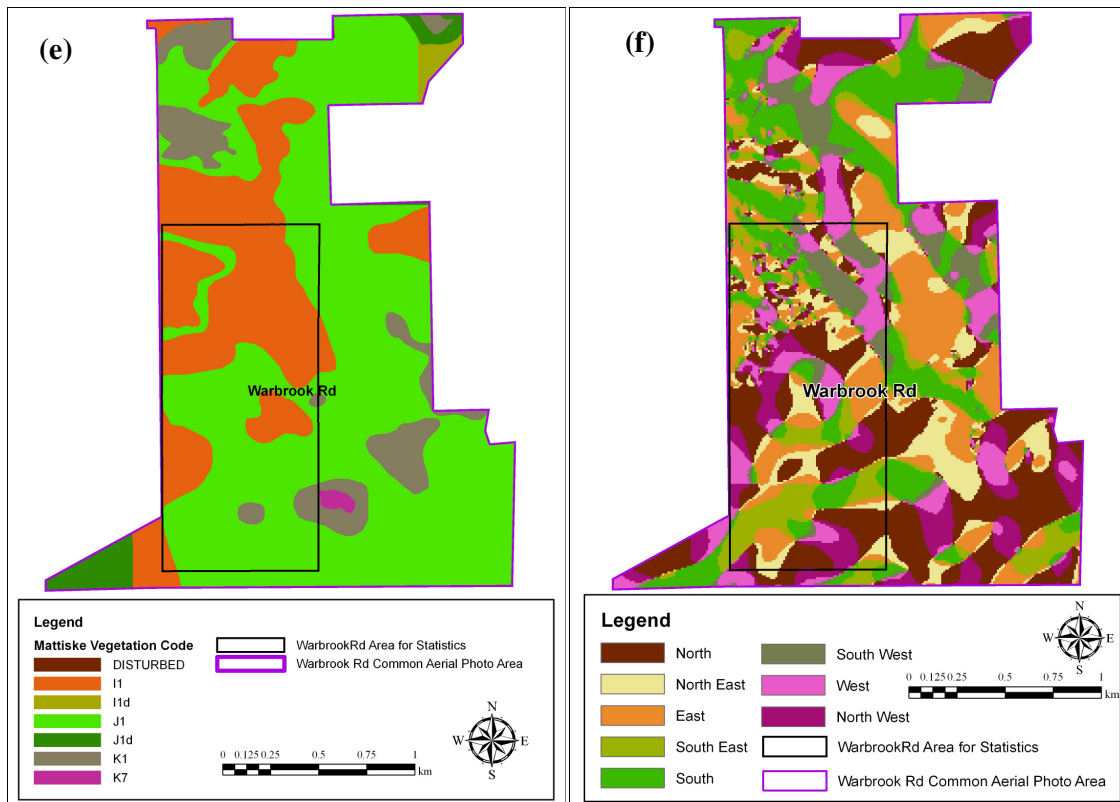 (e)
Warbrook Rd
Legend
Mattiske Vegetation Code
DISTURBED
I1
I1d
J1
J1d
K1
K7
WarbrookRd Area for Statistics
Warbrook Rd Common Aerial Photo Area
0 0.125 0.25 0.5 0.75 1
km
N
W E
S
(f)
Warbrook Rd
Legend
North
North East
East
South East
South
South West
West
North West
WarbrookRd Area for Statistics
Warbrook Rd Common Aerial Photo Area
N
W E
S
0 0.125 0.25 0.5 0.75 1
km